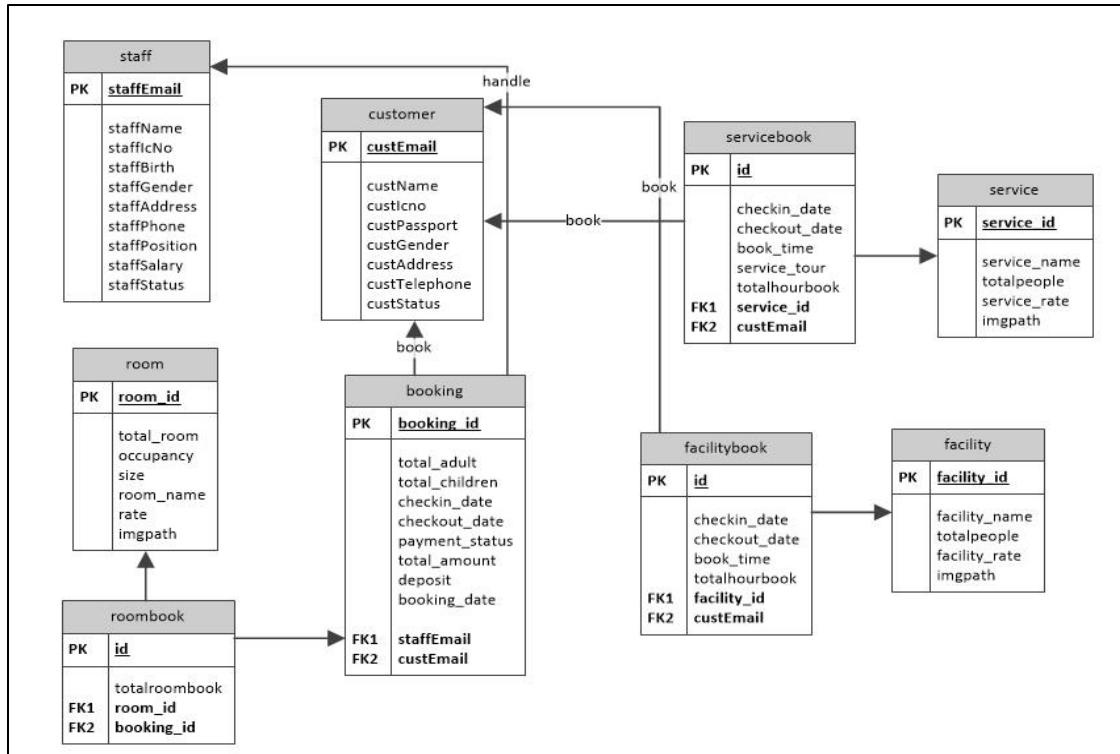 staff
PK staffEmail
staffName
staffIcNo
staffBirth
staffGender
staffAddress
staffPhone
staffPosition
staffSalary
staffStatus
handle
customer
PK custEmail
custName
custIcno
custPassport
custGender
custAddress
custTelephone
custStatus
book
book
book
servicebook
PK id
checkin_date
checkout_date
book_time
service_tour
totalhourbook
FK1 service_id
FK2 custEmail
service
PK service_id
service_name
totalpeople
service_rate
imgpath
room
PK room_id
total_room
occupancy
size
room_name
rate
imgpath
booking
PK booking_id
total_adult
total_children
checkin_date
checkout_date
payment_status
total_amount
deposit
booking_date
FK1 staffEmail
FK2 custEmail
facilitybook
PK id
checkin_date
checkout_date
book_time
totalhourbook
FK1 facility_id
FK2 custEmail
facility
PK facility_id
facility_name
totalpeople
facility_rate
imgpath
roombook
PK id
totalroombook
FK1 room_id
FK2 booking_id